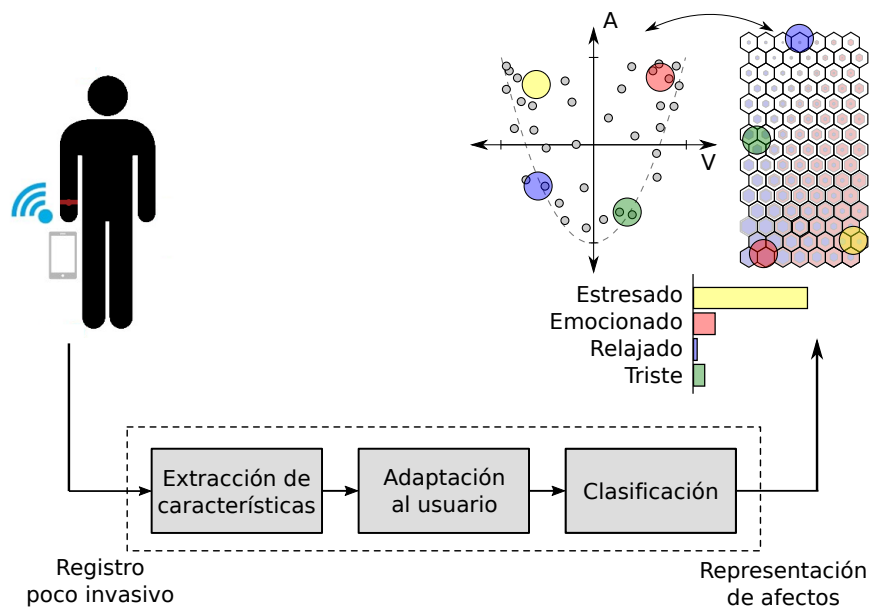 A
V
Estresado
Emocionado
Relajado
Triste
Extracción de
características
Adaptación
al usuario
Clasificación
Registro
poco invasivo
Representación
de afectos